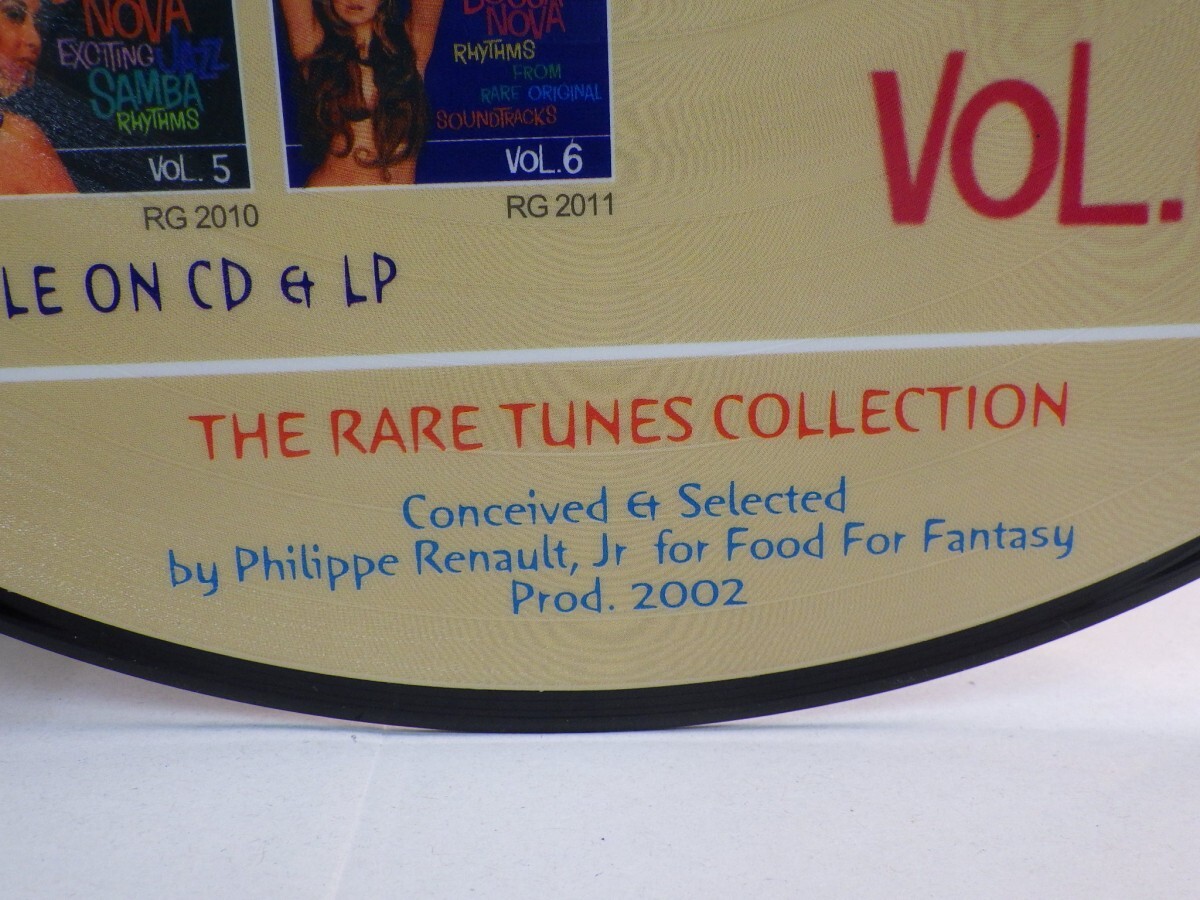 NOVA
EXCITING JAZZ
SAMBA
RHYTHMS
VOL. 5
RG 2010
NOVA
RHYTHMS
FROM
RARE ORIGINAL
SOUNDTRACKS
VOL.6
RG 2011
VOL.
LE ON CD & LP
THE RARE TUNES COLLECTION
Conceived & Selected
by Philippe Renault, Jr for Food For Fantasy
Prod. 2002